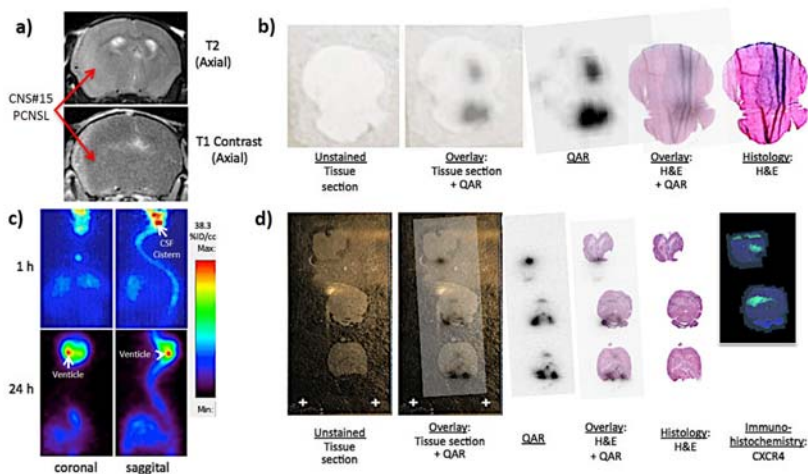 a)
T2
(Axial)
CNS#15
PCNSL
T1 Contrast
(Axial)
b)
Unstained
Tissue
section
Overlay:
Tissue section
+ QAR
QAR
Overlay:
H&E
+ QAR
Histology:
H&E
c)
1 h
CSF
Cistern
38.3
%ID/cc
Max:
24 h
Venticle
Venticle
Min:
coronal
saggital
d)
Unstained
Tissue
section
Overlay:
Tissue section
+ QAR
QAR
Overlay:
H&E
+ QAR
Histology:
H&E
Immuno-
histochemistry:
CXCR4